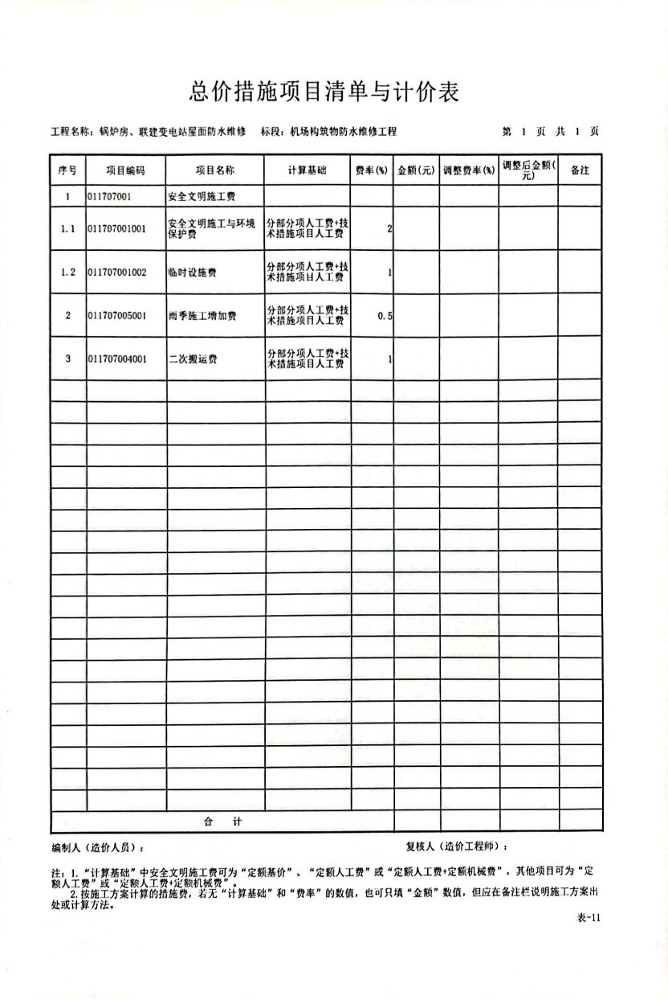 总价措施项目清单与计价表
工程名称：锅炉房、联建变电站屋面防水维修 标段：机场构筑物防水维修工程 第 1 页 共 1 页
序号 项目编码 项目名称 计算基础 费率(%) 金额(元) 调整费率(%) 调整后金额(元) 备注
1 011707001 安全文明施工费
1.1 011707001001 安全文明施工与环境保护费 分部分项人工费+技术措施项目人工费 2
1.2 011707001002 临时设施费 分部分项人工费+技术措施项目人工费 1
2 011707005001 雨季施工增加费 分部分项人工费+技术措施项目人工费 0.5
3 011707004001 二次搬运费 分部分项人工费+技术措施项目人工费 1
合 计
编制人（造价人员）： 复核人（造价工程师）：
注：1.“计算基础”中安全文明施工费可为“定额基价”、“定额人工费”或“定额人工费+定额机械费”，其他项目可为“定
额人工费”或“定额人工费+定额机械费”。
2.按施工方案计算的措施费，若无“计算基础”和“费率”的数值，也可只填“金额”数值，但应在备注栏说明施工方案出
处或计算方法。
表-11